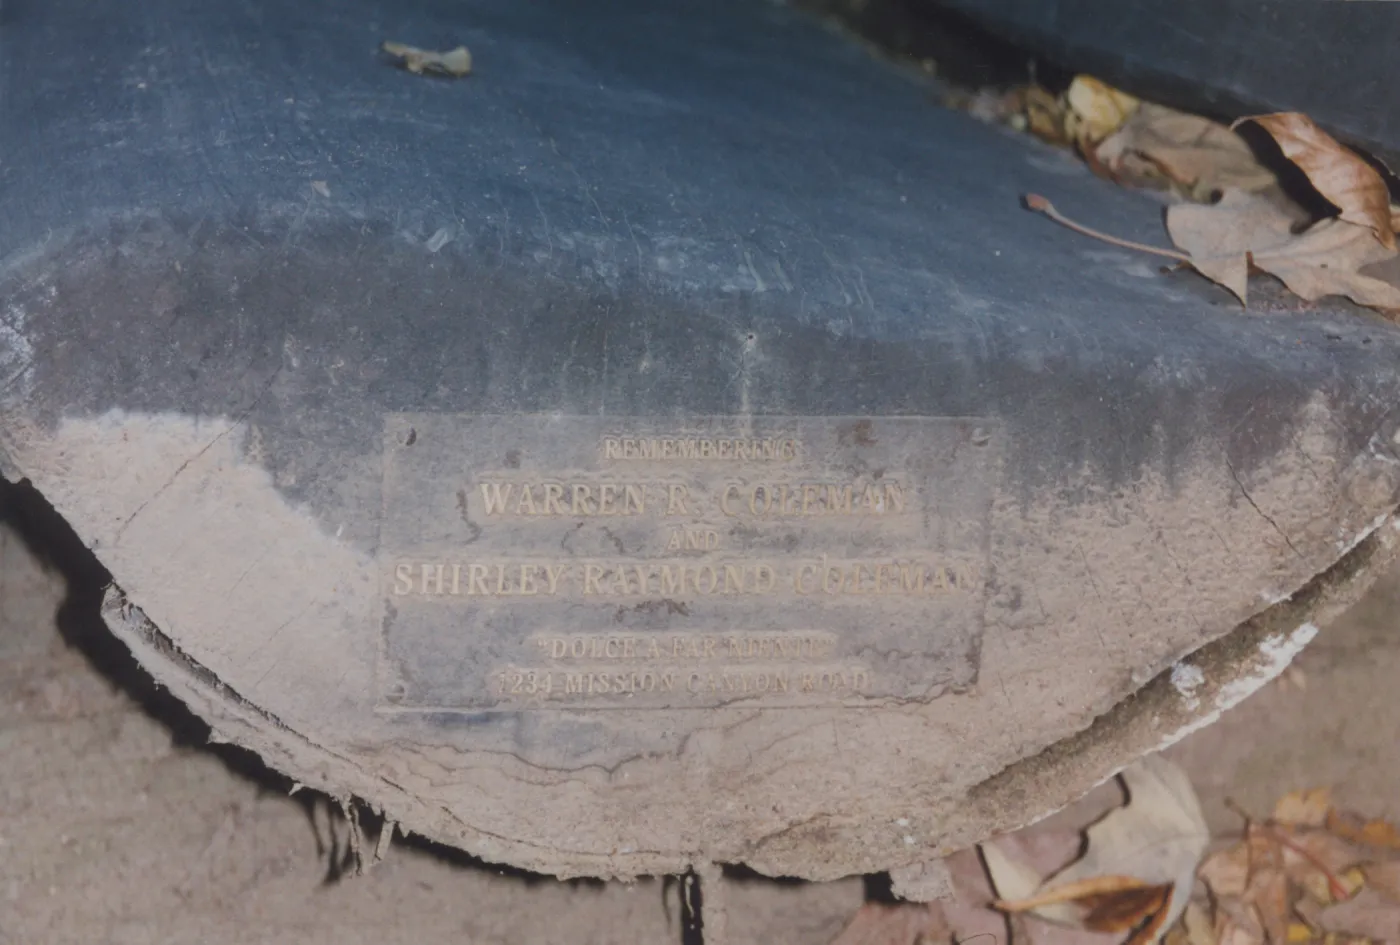 REMEMBERING
WARREN R. COLEMAN
AND
SHIRLEY RAYMOND COLEMAN
"DOLCE A FAR NIENTE"
1234 MISSION CANYON ROAD